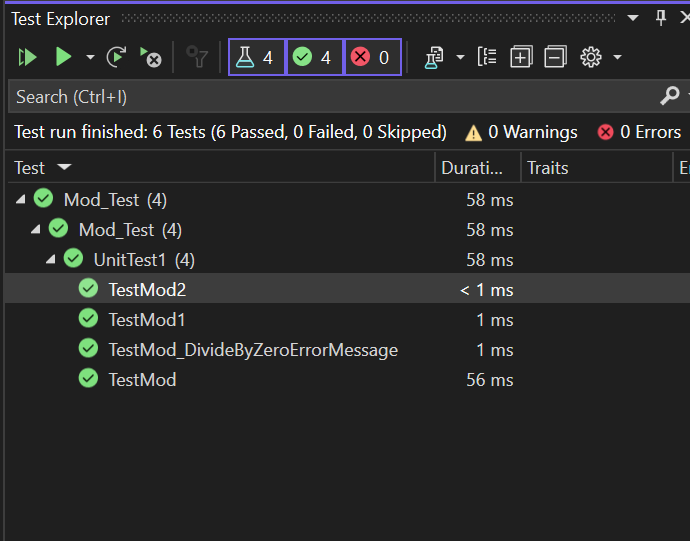 Test Explorer
4 4 0
Search (Ctrl+I)
Test run finished: 6 Tests (6 Passed, 0 Failed, 0 Skipped) 0 Warnings 0 Errors
Test Durati... Traits
Mod_Test (4) 58 ms
Mod_Test (4) 58 ms
UnitTest1 (4) 58 ms
TestMod2 < 1 ms
TestMod1 1 ms
TestMod_DivideByZeroErrorMessage 1 ms
TestMod 56 ms